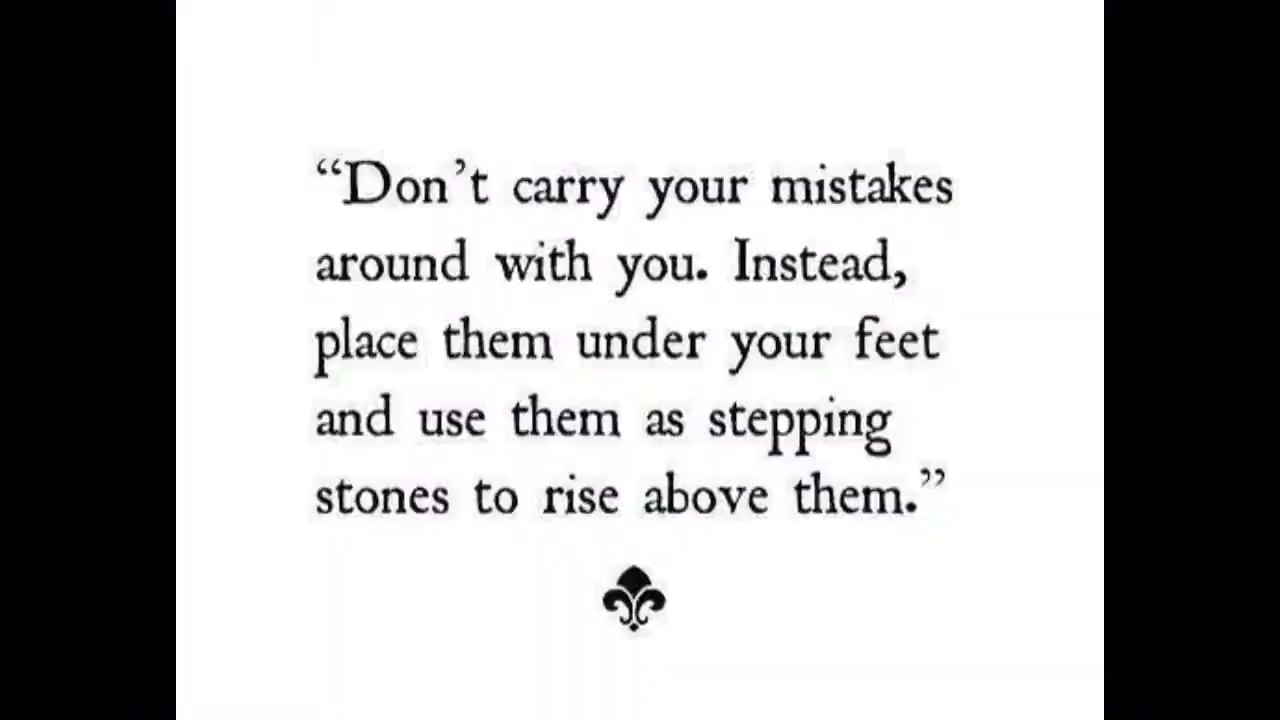 “Don’t carry your mistakes
around with you. Instead,
place them under your feet
and use them as stepping
stones to rise above them.”